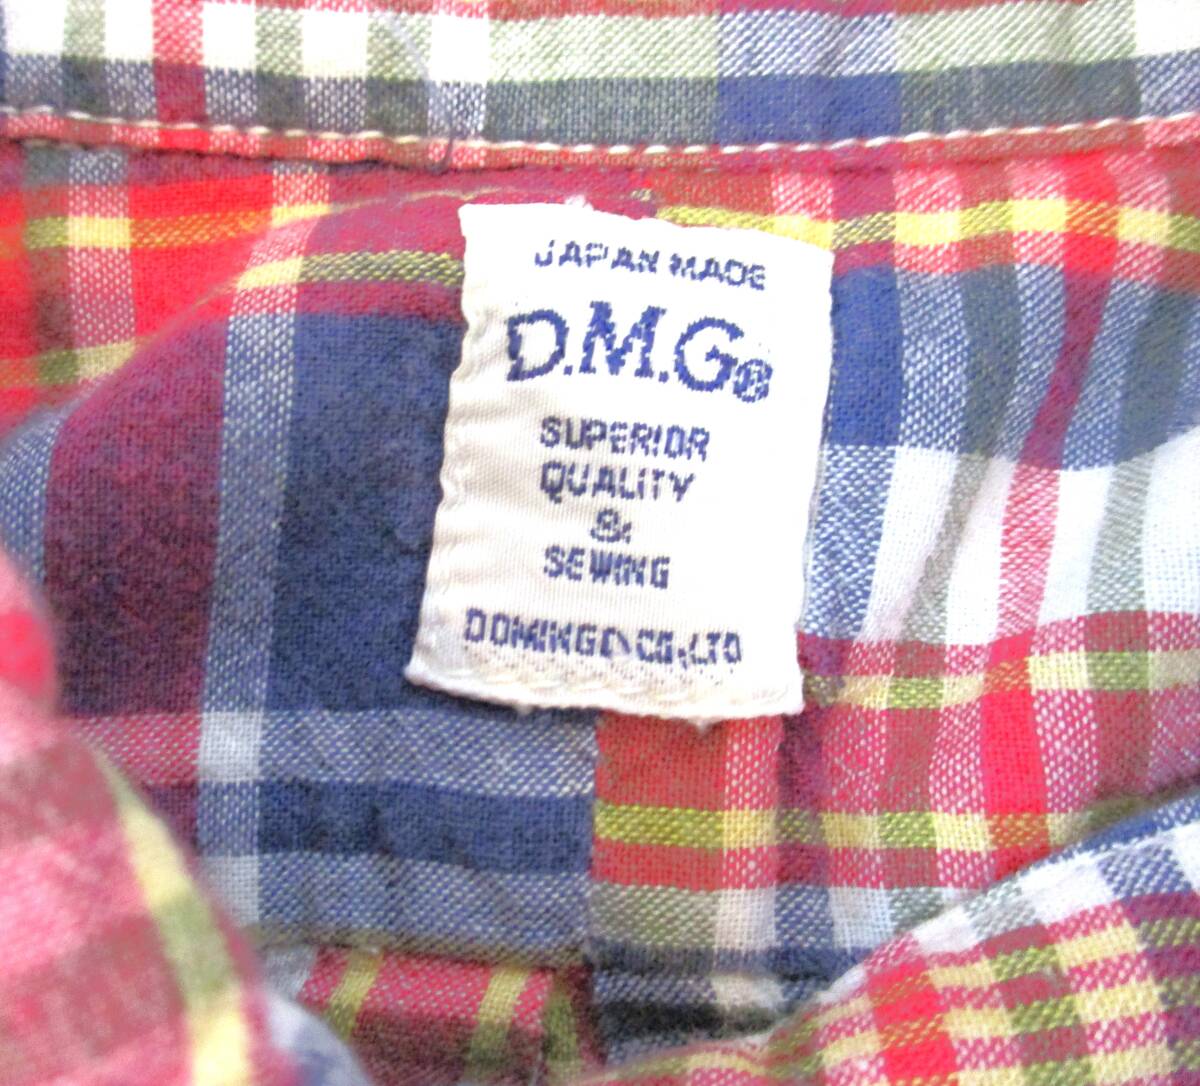 JAPAN MADE
D.M.G®
SUPERIOR
QUALITY
&
SEWING
DOMINGO CO.,LTD